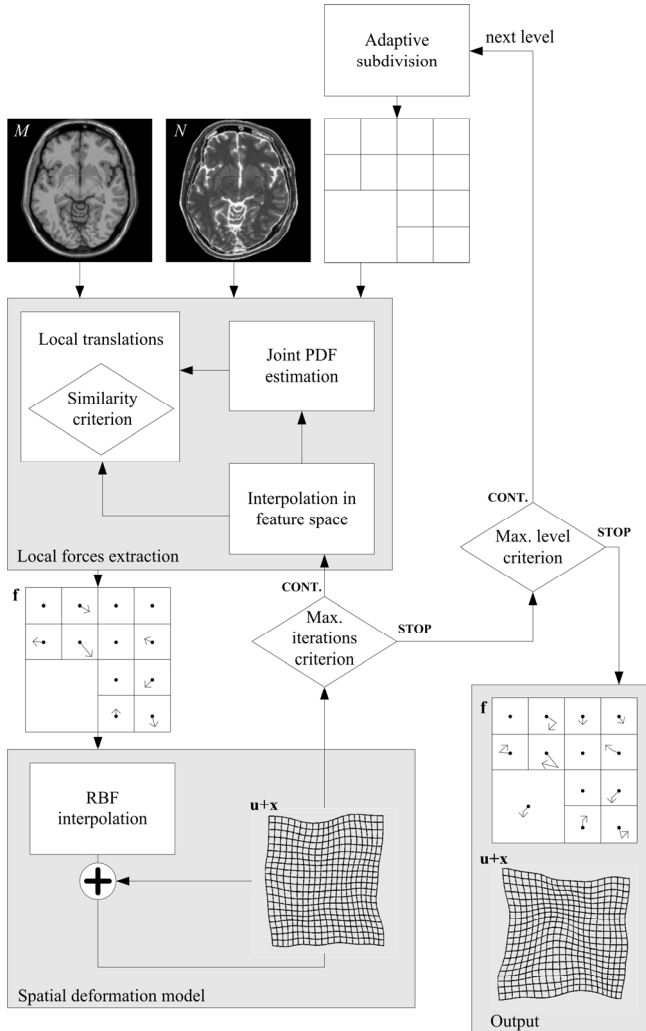 Adaptive
subdivision
next level
M
N
Local translations
Similarity
criterion
Joint PDF
estimation
Interpolation in
feature space
Local forces extraction
CONT.
Max. level
criterion
STOP
f
CONT.
Max.
iterations
criterion
STOP
RBF
interpolation
u+x
Spatial deformation model
f
u+x
Output